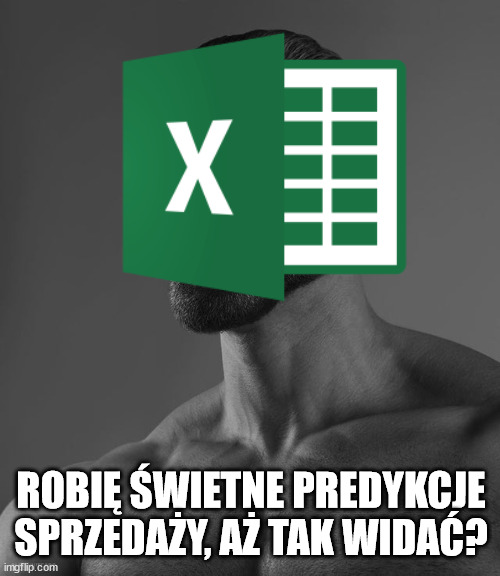 X
ROBIĘ ŚWIETNE PREDYKCJE
SPRZEDAŻY, AŻ TAK WIDAĆ?
imgflip.com